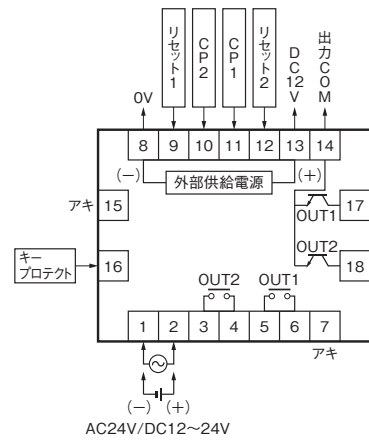 0V
リセット1
CP2
CP1
リセット2
DC12V
出力COM
8
9
10
11
12
13
14
(−)
外部供給電源
(+)
アキ
15
OUT1
17
キー
プロテクト
16
OUT2
18
OUT2
OUT1
1
2
3
4
5
6
7
アキ
(−)
(+)
AC24V/DC12～24V